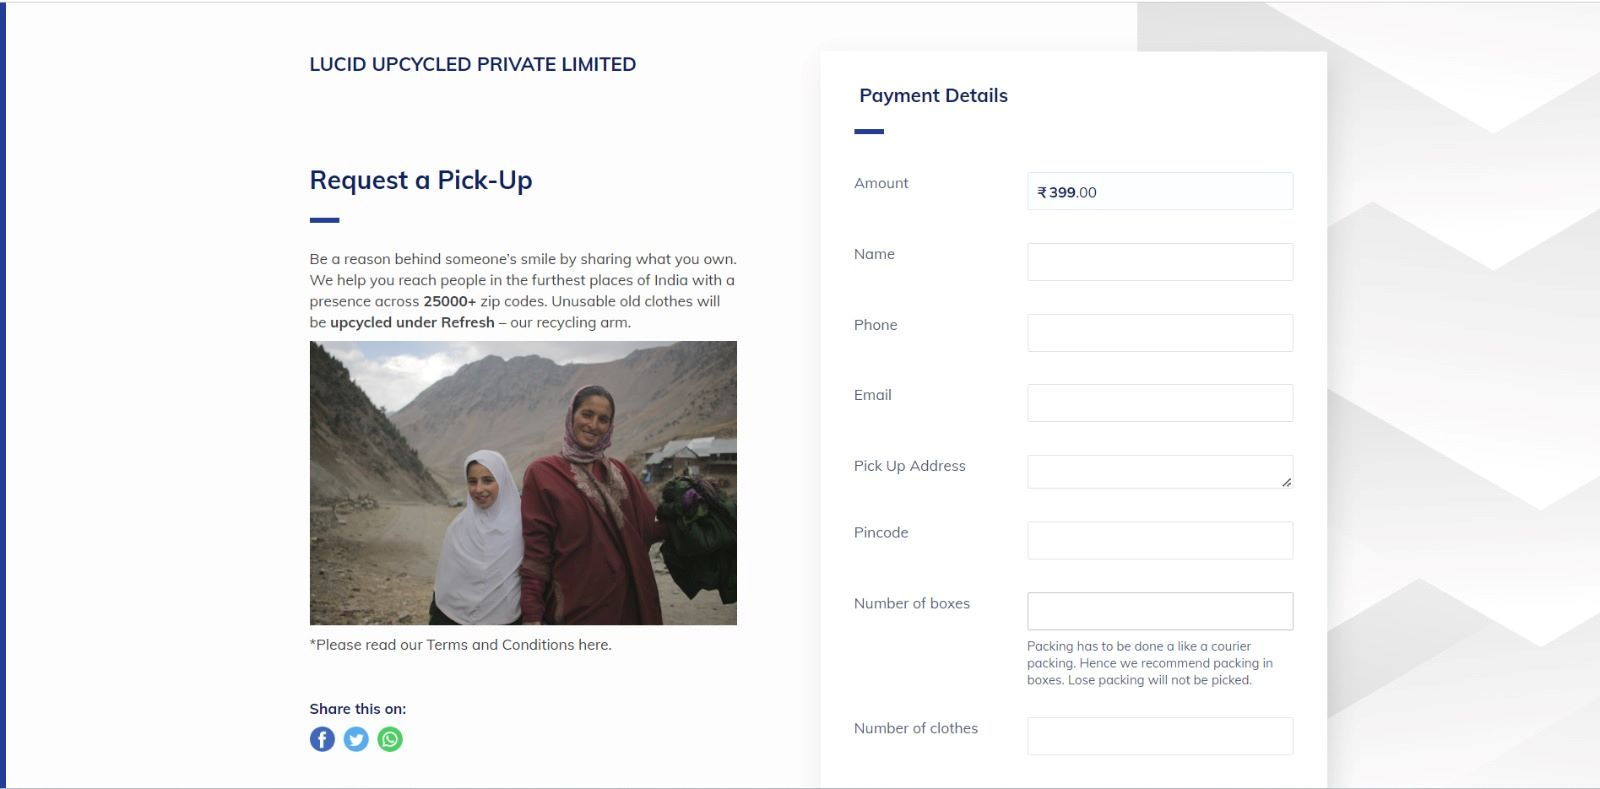 LUCID UPCYCLED PRIVATE LIMITED
Request a Pick-Up
Be a reason behind someone's smile by sharing what you own.
We help you reach people in the furthest places of India with a
presence across 25000+ zip codes. Unusable old clothes will
be upcycled under Refresh – our recycling arm.
*Please read our Terms and Conditions here.
Share this on:
Payment Details
Amount
₹ 399.00
Name
Phone
Email
Pick Up Address
Pincode
Number of boxes
Packing has to be done a like a courier
packing. Hence we recommend packing in
boxes. Lose packing will not be picked.
Number of clothes